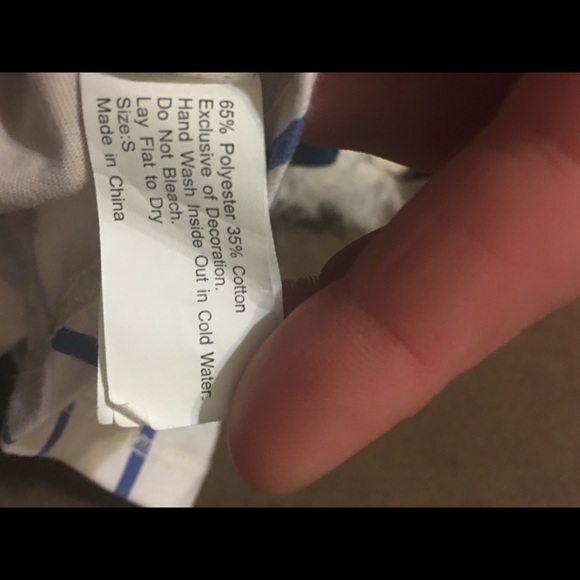 65% Polyester 35% Cotton
Exclusive of Decoration.
Hand Wash Inside Out in Cold Water.
Do Not Bleach.
Lay Flat to Dry
Size:S
Made in China